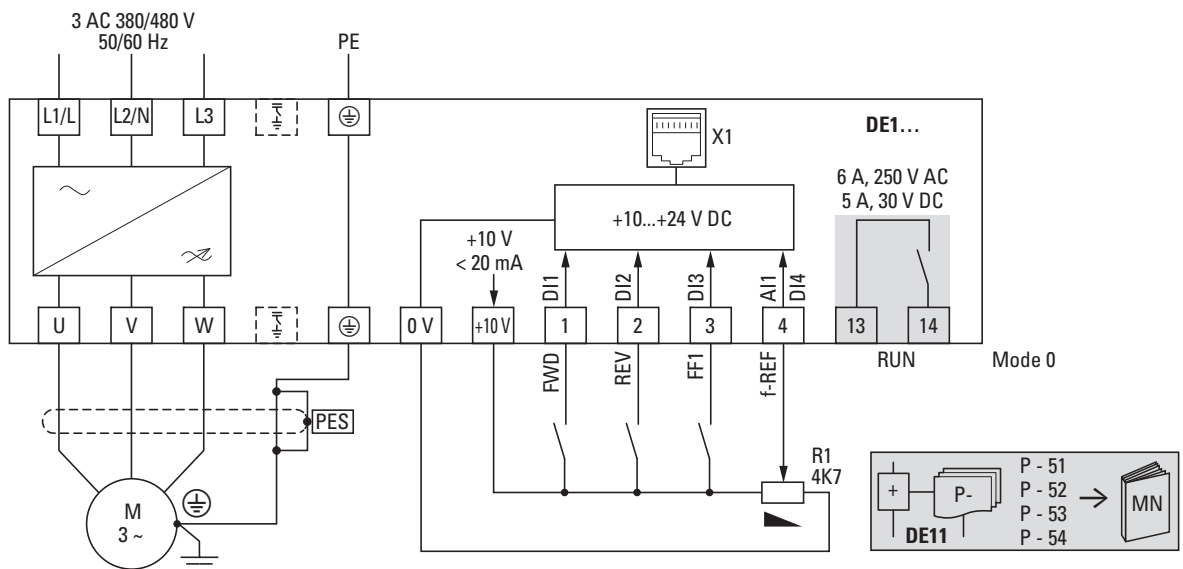 3 AC 380/480 V
50/60 Hz
PE
L1/L
L2/N
L3
X1
DE1…
6 A, 250 V AC
5 A, 30 V DC
+10...+24 V DC
+10 V
< 20 mA
DI1
DI2
DI3
AI1
DI4
U
V
W
0 V
+10 V
1
2
3
4
13
14
FWD
REV
FF1
f-REF
RUN
Mode 0
PES
R1
4K7
M
3 ~
+
P-
DE11
P - 51
P - 52
P - 53
P - 54
MN